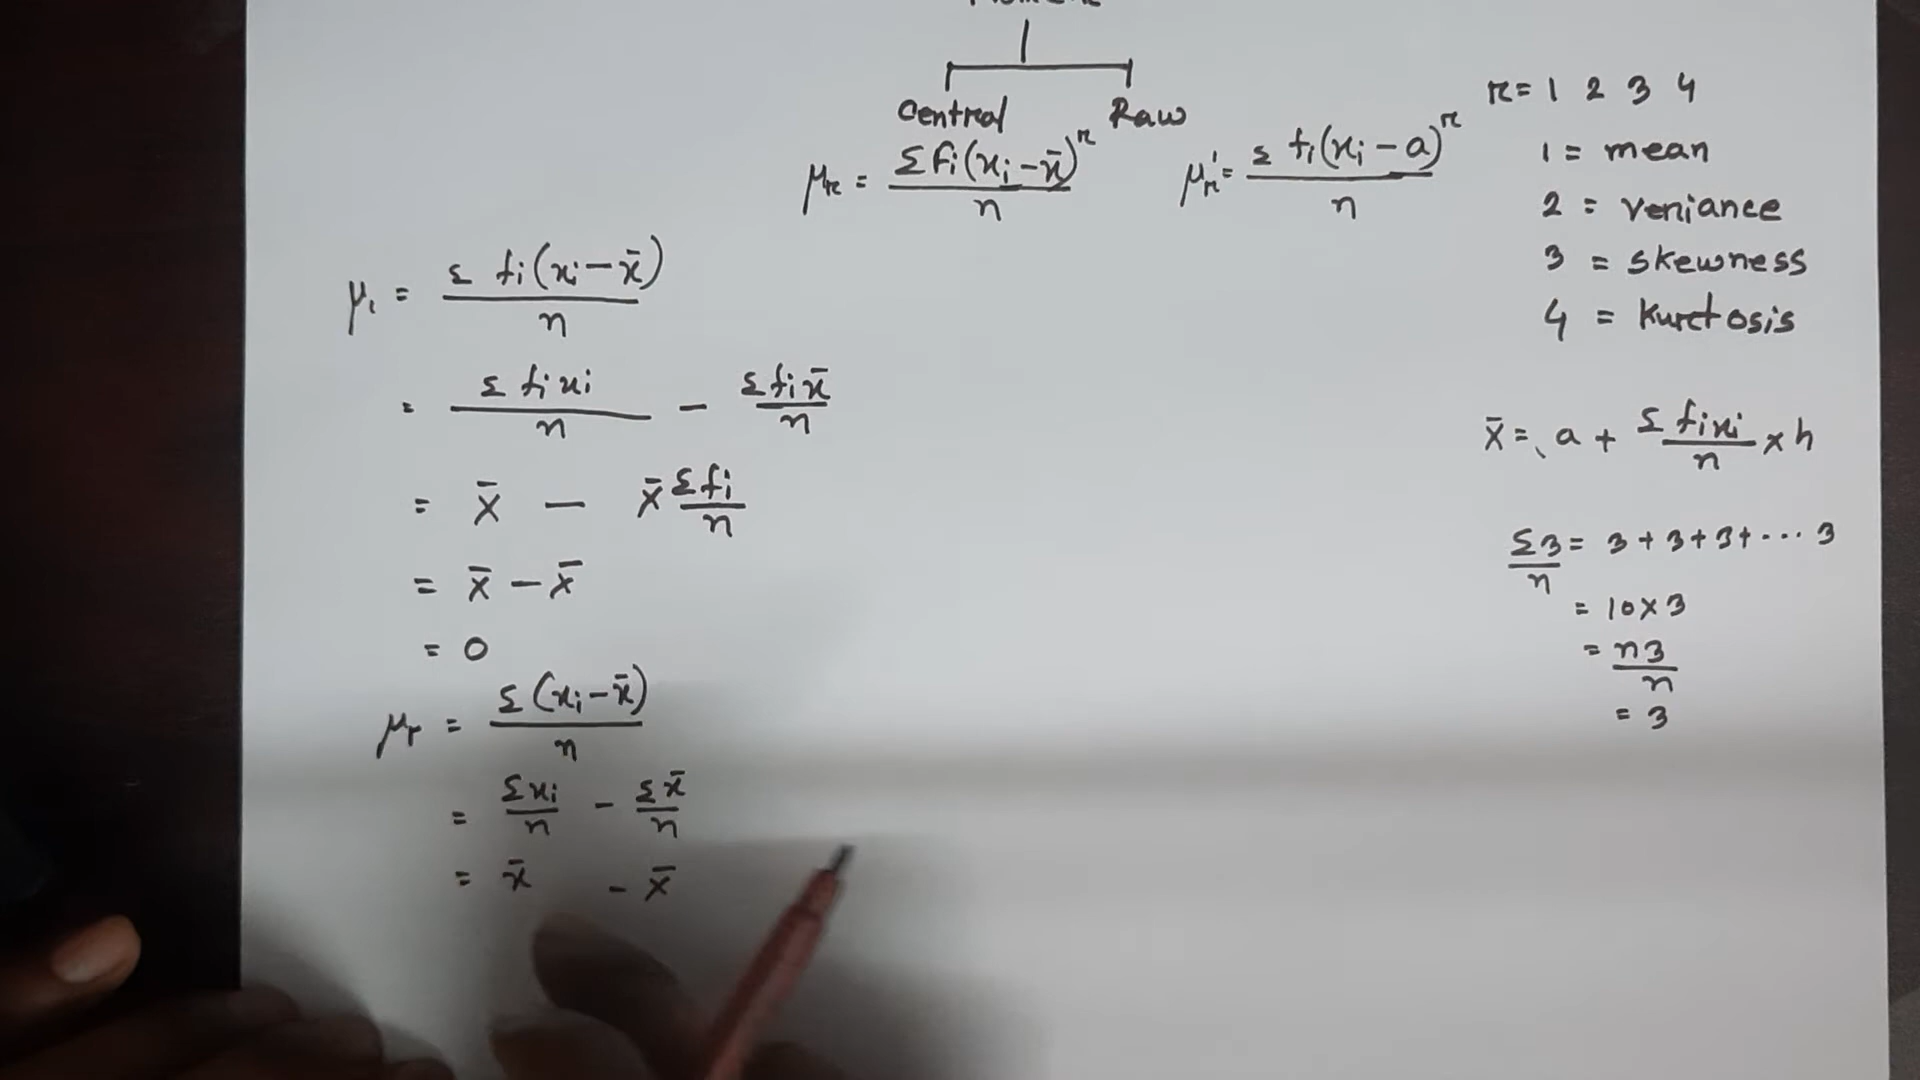 Central Raw
μr = Σfi(xi-x̄)^r / n
μr' = Σfi(xi-a)^r / n
r = 1 2 3 4
1 = mean
2 = veriance
3 = skewness
4 = kurtosis
μ1 = Σfi(xi-x̄) / n
= Σfixi / n - Σfix̄ / n
= x̄ - x̄ Σfi / n
= x̄ - x̄
= 0
μr = Σ(xi-x̄) / n
= Σxi / n - Σx̄ / n
= x̄ - x̄
x̄ = a + Σfixi / n × h
Σ3 / n = 3+3+3+...3
= 10×3
= n3 / n
= 3